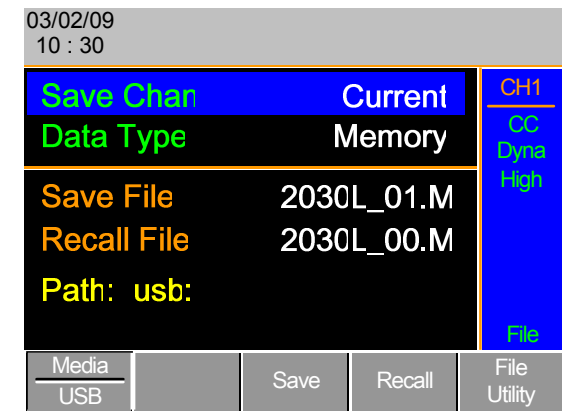 03/02/09
10 : 30
Save Chan Current
Data Type Memory
Save File 2030L_01.M
Recall File 2030L_00.M
Path: usb:
CH1
CC
Dyna
High
File
Media
USB
Save
Recall
File
Utility